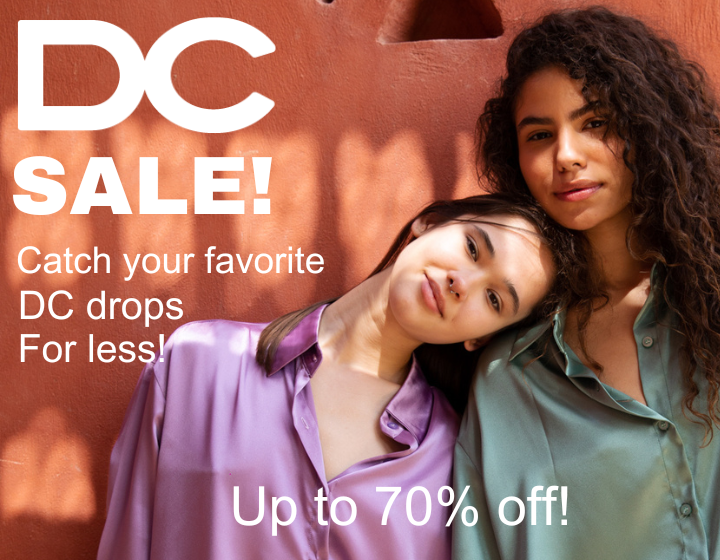 DC
SALE!
Catch your favorite
DC drops
For less!
Up to 70% off!